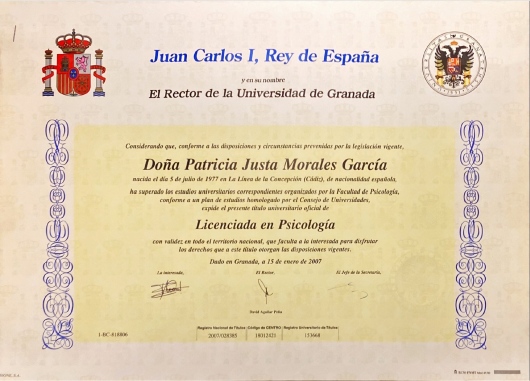 Juan Carlos I, Rey de España
y en su nombre
El Rector de la Universidad de Granada
Considerando que, conforme a las disposiciones y circunstancias prevenidas por la legislación vigente,
Doña Patricia Justa Morales García
nacida el día 5 de julio de 1977 en La Línea de la Concepción (Cádiz), de nacionalidad española,
ha superado los estudios universitarios correspondientes organizados por la Facultad de Psicología,
conforme a un plan de estudios homologado por el Consejo de Universidades,
expide el presente título universitario oficial de
Licenciada en Psicología
con validez en todo el territorio nacional, que faculta a la interesada para disfrutar
los derechos que a este título otorgan las disposiciones vigentes.
Dado en Granada, a 15 de enero de 2007
La interesada, El Rector, El Jefe de la Secretaría,
David Aguilar Peña
Registro Nacional de Títulos Código de CENTRO Registro Universitario de Títulos
2007/028385 18012321 153668